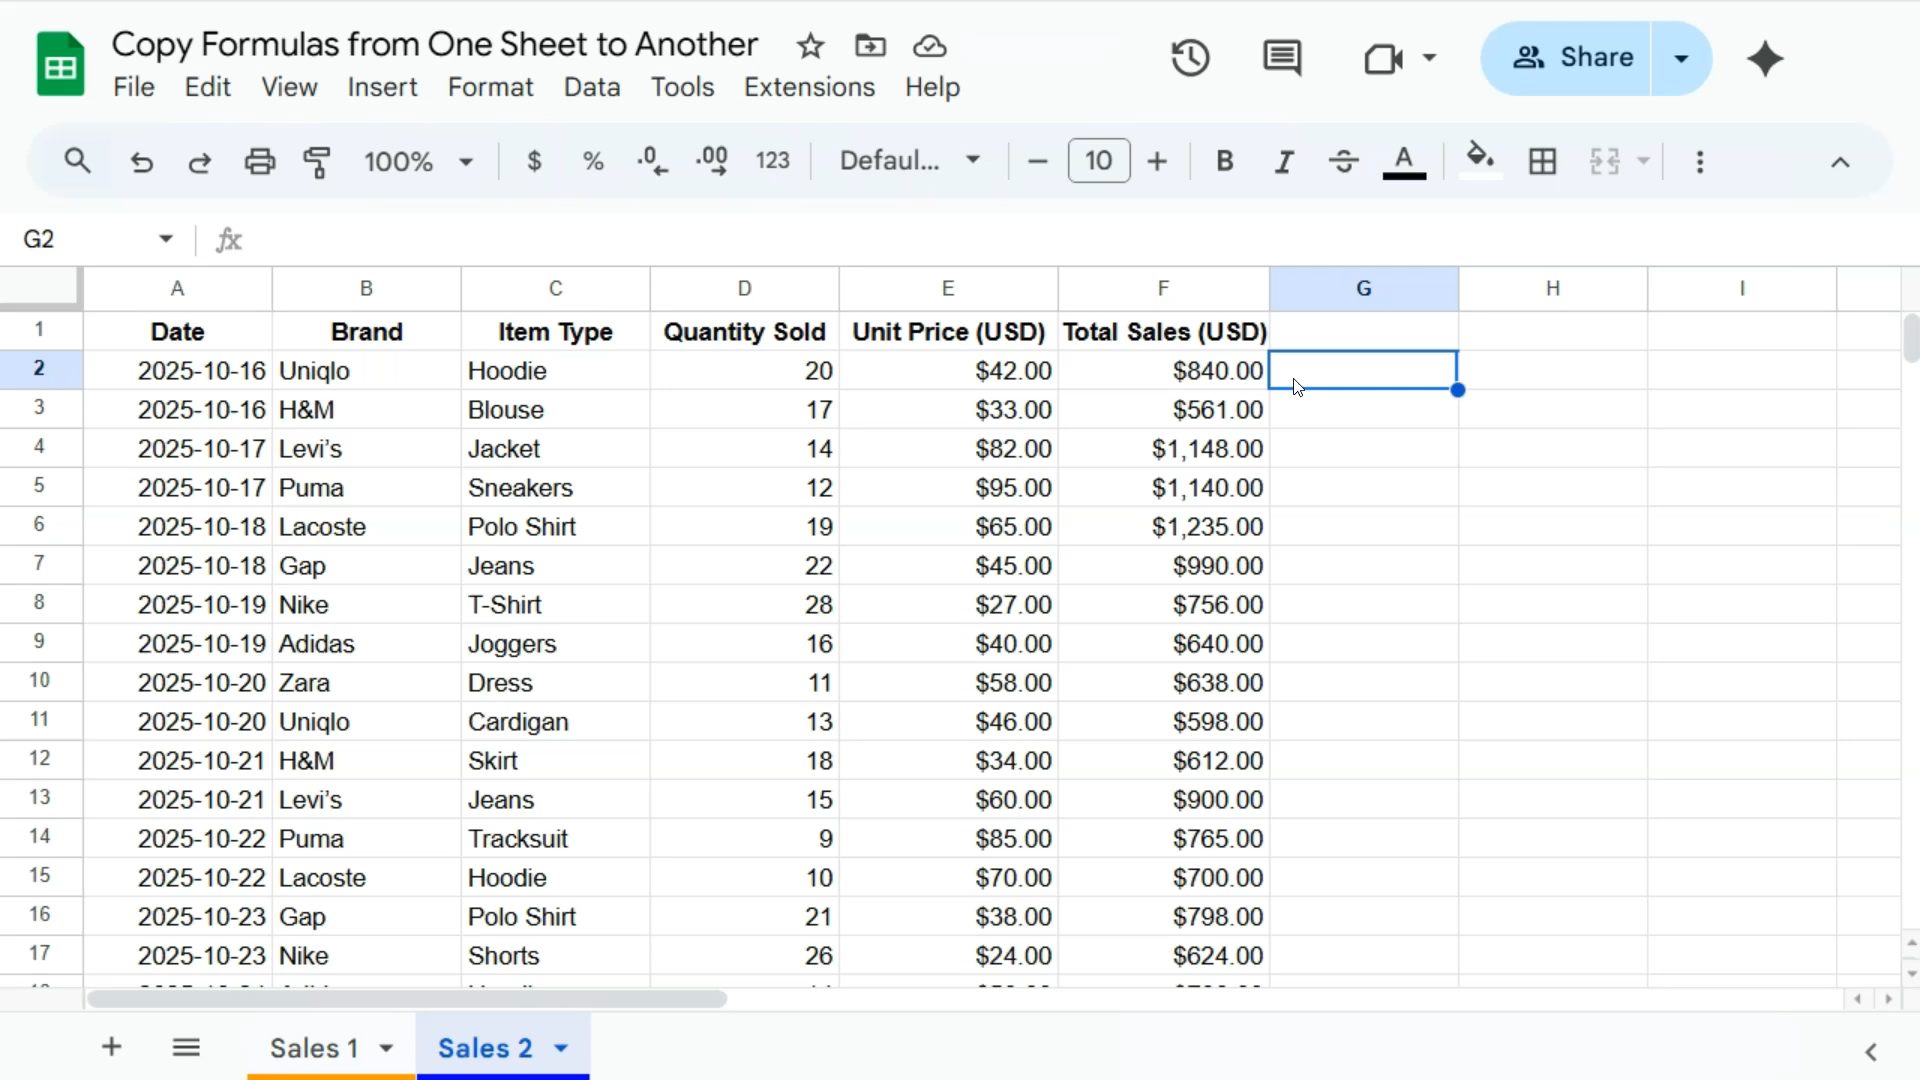 Copy Formulas from One Sheet to Another
Share
File Edit View Insert Format Data Tools Extensions Help
100% $ % .0 .00 123 Defaul... 10 B I S A
G2 fx
A B C D E F G H I
1 Date Brand Item Type Quantity Sold Unit Price (USD) Total Sales (USD)
2 2025-10-16 Uniqlo Hoodie 20 $42.00 $840.00
3 2025-10-16 H&M Blouse 17 $33.00 $561.00
4 2025-10-17 Levi’s Jacket 14 $82.00 $1,148.00
5 2025-10-17 Puma Sneakers 12 $95.00 $1,140.00
6 2025-10-18 Lacoste Polo Shirt 19 $65.00 $1,235.00
7 2025-10-18 Gap Jeans 22 $45.00 $990.00
8 2025-10-19 Nike T-Shirt 28 $27.00 $756.00
9 2025-10-19 Adidas Joggers 16 $40.00 $640.00
10 2025-10-20 Zara Dress 11 $58.00 $638.00
11 2025-10-20 Uniqlo Cardigan 13 $46.00 $598.00
12 2025-10-21 H&M Skirt 18 $34.00 $612.00
13 2025-10-21 Levi’s Jeans 15 $60.00 $900.00
14 2025-10-22 Puma Tracksuit 9 $85.00 $765.00
15 2025-10-22 Lacoste Hoodie 10 $70.00 $700.00
16 2025-10-23 Gap Polo Shirt 21 $38.00 $798.00
17 2025-10-23 Nike Shorts 26 $24.00 $624.00
Sales 1 Sales 2